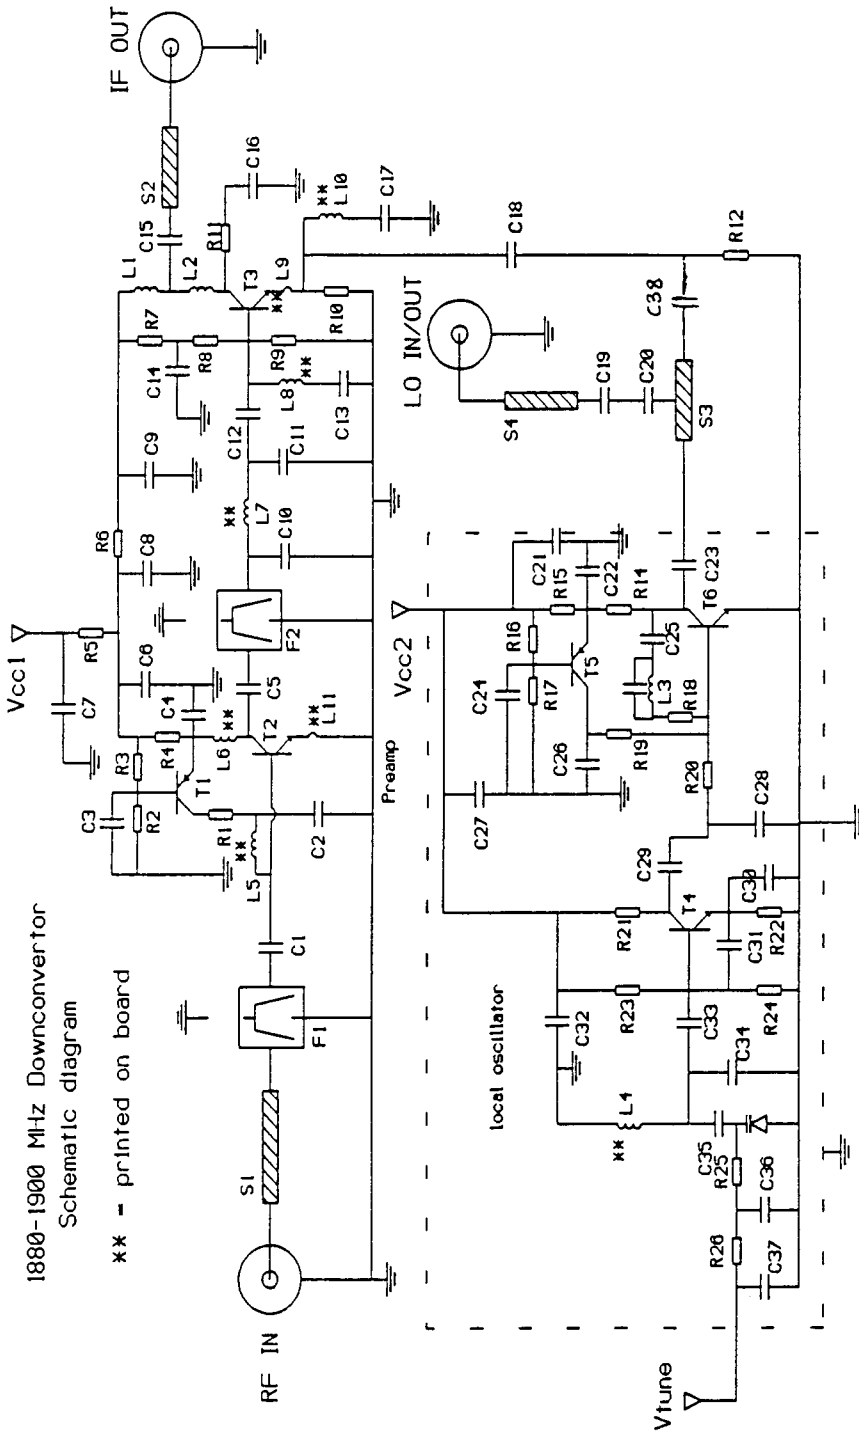 1880-1900 MHz Downconvertor
Schematic diagram
** - printed on board
RF IN
S1
F1
C1
L5
**
C3
R2
R3
T1
R1
C2
R4
C4
L6
**
T2
**
L11
C5
C6
C7
Vcc1
R5
C8
R6
C9
F2
C10
**
L7
C11
C12
C14
R7
R8
R9
L8
**
C13
L1
L2
T3
**
L9
R10
C15
S2
IF OUT
R11
C16
**
L10
C17
C18
R12
Preamp
LO IN/OUT
S4
C19
C20
S3
C38
Vcc2
C21
R15
C22
R14
R16
R17
C24
T5
C26
C27
R19
L3
R18
C25
T6
C23
R20
C28
C29
local oscillator
R21
T4
C30
C31
R22
C32
R23
C33
R24
C34
**
L4
C35
R25
C36
R26
C37
Vtune